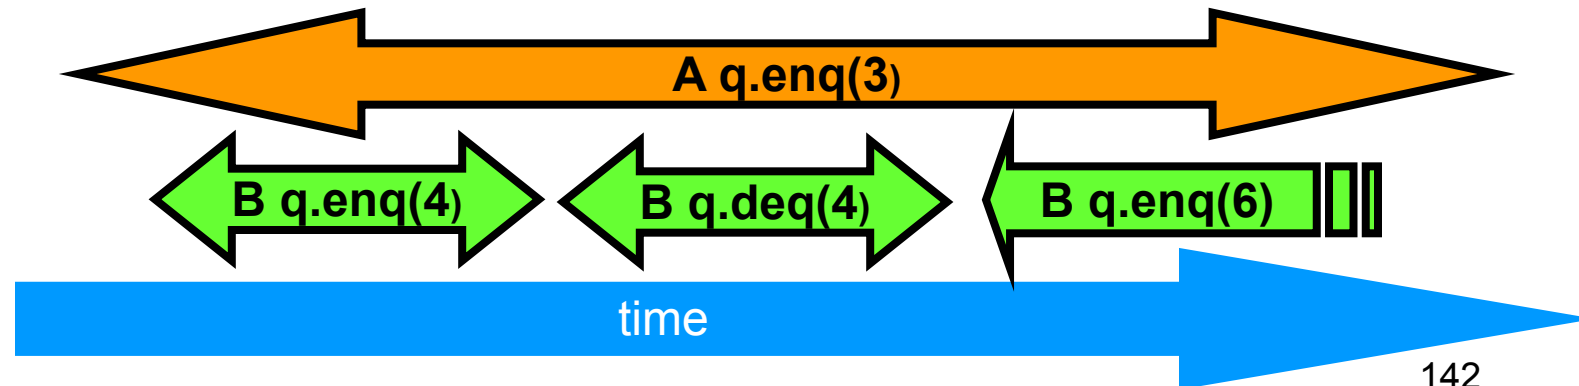 A q.enq(3)
B q.enq(4)
B q.deq(4)
B q.enq(6)
time
142